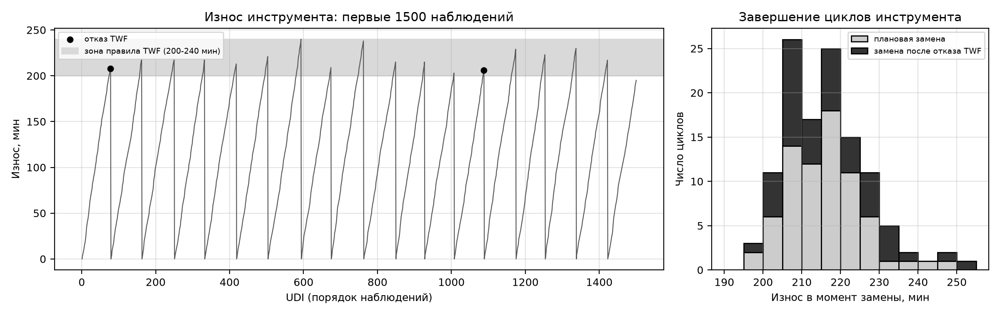 Износ инструмента: первые 1500 наблюдений
отказ TWF
зона правила TWF (200-240 мин)
Износ, мин
250
200
150
100
50
0
0 200 400 600 800 1000 1200 1400
UDI (порядок наблюдений)
Завершение циклов инструмента
плановая замена
замена после отказа TWF
Число циклов
25
20
15
10
5
0
190 200 210 220 230 240 250
Износ в момент замены, мин